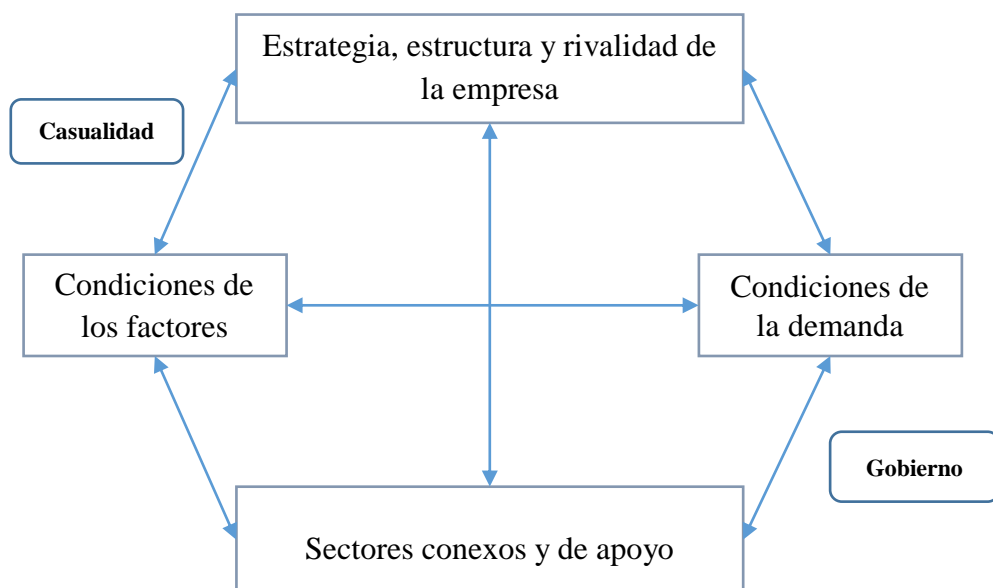 Estrategia, estructura y rivalidad de
la empresa
Casualidad
Condiciones de
los factores
Condiciones de
la demanda
Gobierno
Sectores conexos y de apoyo